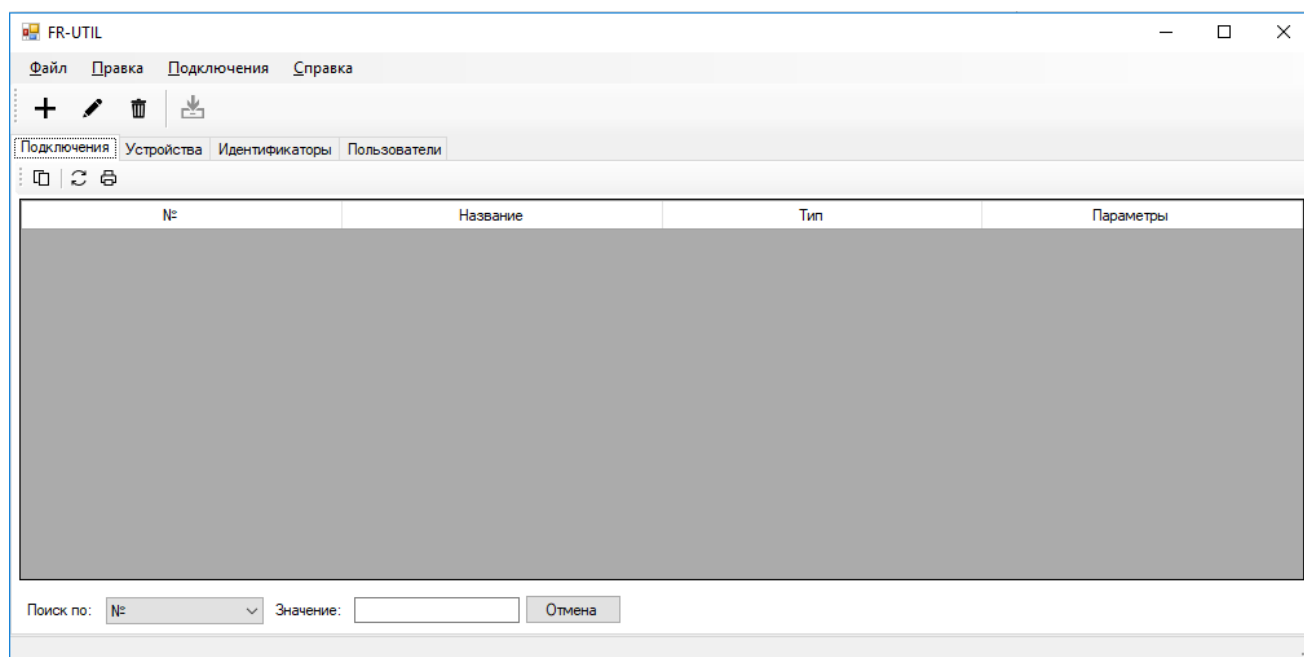 FR-UTIL
Файл Правка Подключения Справка
Подключения Устройства Идентификаторы Пользователи
№ Название Тип Параметры
Поиск по: № Значение: Отмена